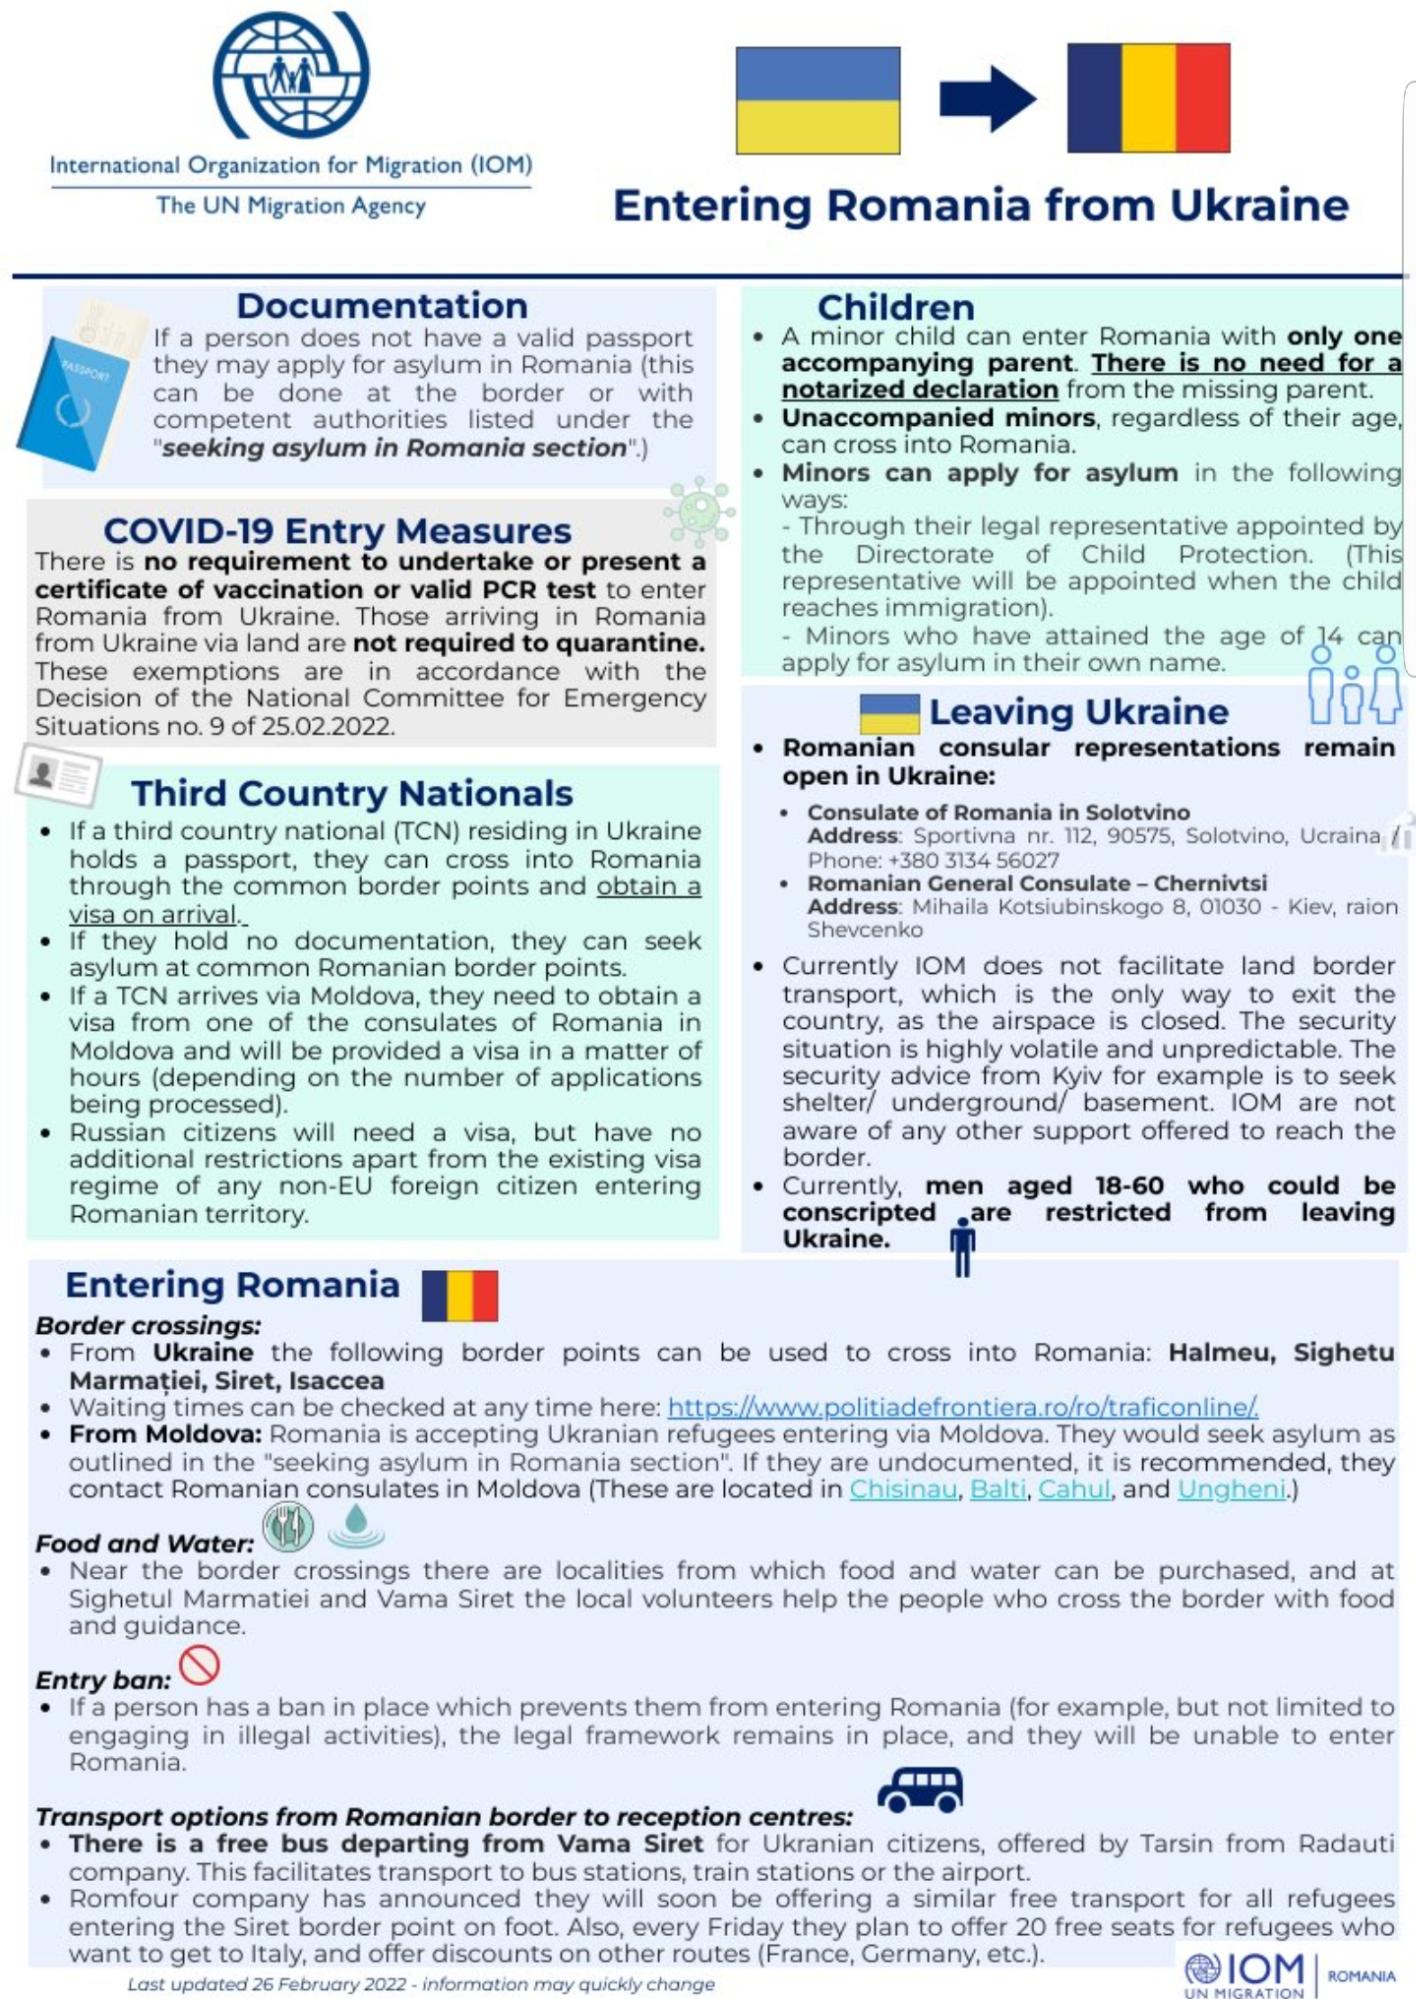 International Organization for Migration (IOM)
The UN Migration Agency
Entering Romania from Ukraine
Documentation
PASSPORT
If a person does not have a valid passport
they may apply for asylum in Romania (this
can be done at the border or with
competent authorities listed under the
"seeking asylum in Romania section".)
COVID-19 Entry Measures
There is no requirement to undertake or present a
certificate of vaccination or valid PCR test to enter
Romania from Ukraine. Those arriving in Romania
from Ukraine via land are not required to quarantine.
These exemptions are in accordance with the
Decision of the National Committee for Emergency
Situations no. 9 of 25.02.2022.
Third Country Nationals
• If a third country national (TCN) residing in Ukraine
holds a passport, they can cross into Romania
through the common border points and obtain a
visa on arrival.
• If they hold no documentation, they can seek
asylum at common Romanian border points.
• If a TCN arrives via Moldova, they need to obtain a
visa from one of the consulates of Romania in
Moldova and will be provided a visa in a matter of
hours (depending on the number of applications
being processed).
• Russian citizens will need a visa, but have no
additional restrictions apart from the existing visa
regime of any non-EU foreign citizen entering
Romanian territory.
Children
• A minor child can enter Romania with only one
accompanying parent. There is no need for a
notarized declaration from the missing parent.
• Unaccompanied minors, regardless of their age,
can cross into Romania.
• Minors can apply for asylum in the following
ways:
- Through their legal representative appointed by
the Directorate of Child Protection. (This
representative will be appointed when the child
reaches immigration).
- Minors who have attained the age of 14 can
apply for asylum in their own name.
Leaving Ukraine
• Romanian consular representations remain
open in Ukraine:
• Consulate of Romania in Solotvino
Address: Sportivna nr. 112, 90575, Solotvino, Ucraina /
Phone: +380 3134 56027
• Romanian General Consulate – Chernivtsi
Address: Mihaila Kotsiubinskogo 8, 01030 - Kiev, raion
Shevcenko
• Currently IOM does not facilitate land border
transport, which is the only way to exit the
country, as the airspace is closed. The security
situation is highly volatile and unpredictable. The
security advice from Kyiv for example is to seek
shelter/ underground/ basement. IOM are not
aware of any other support offered to reach the
border.
• Currently, men aged 18-60 who could be
conscripted are restricted from leaving
Ukraine.
Entering Romania
Border crossings:
• From Ukraine the following border points can be used to cross into Romania: Halmeu, Sighetu
Marmației, Siret, Isaccea
• Waiting times can be checked at any time here: https://www.politiadefrontiera.ro/ro/traficonline/.
• From Moldova: Romania is accepting Ukranian refugees entering via Moldova. They would seek asylum as
outlined in the "seeking asylum in Romania section". If they are undocumented, it is recommended, they
contact Romanian consulates in Moldova (These are located in Chisinau, Balti, Cahul, and Ungheni.)
Food and Water:
• Near the border crossings there are localities from which food and water can be purchased, and at
Sighetul Marmatiei and Vama Siret the local volunteers help the people who cross the border with food
and guidance.
Entry ban:
• If a person has a ban in place which prevents them from entering Romania (for example, but not limited to
engaging in illegal activities), the legal framework remains in place, and they will be unable to enter
Romania.
Transport options from Romanian border to reception centres:
• There is a free bus departing from Vama Siret for Ukranian citizens, offered by Tarsin from Radauti
company. This facilitates transport to bus stations, train stations or the airport.
• Romfour company has announced they will soon be offering a similar free transport for all refugees
entering the Siret border point on foot. Also, every Friday they plan to offer 20 free seats for refugees who
want to get to Italy, and offer discounts on other routes (France, Germany, etc.).
Last updated 26 February 2022 - information may quickly change
IOM
UN MIGRATION
ROMANIA